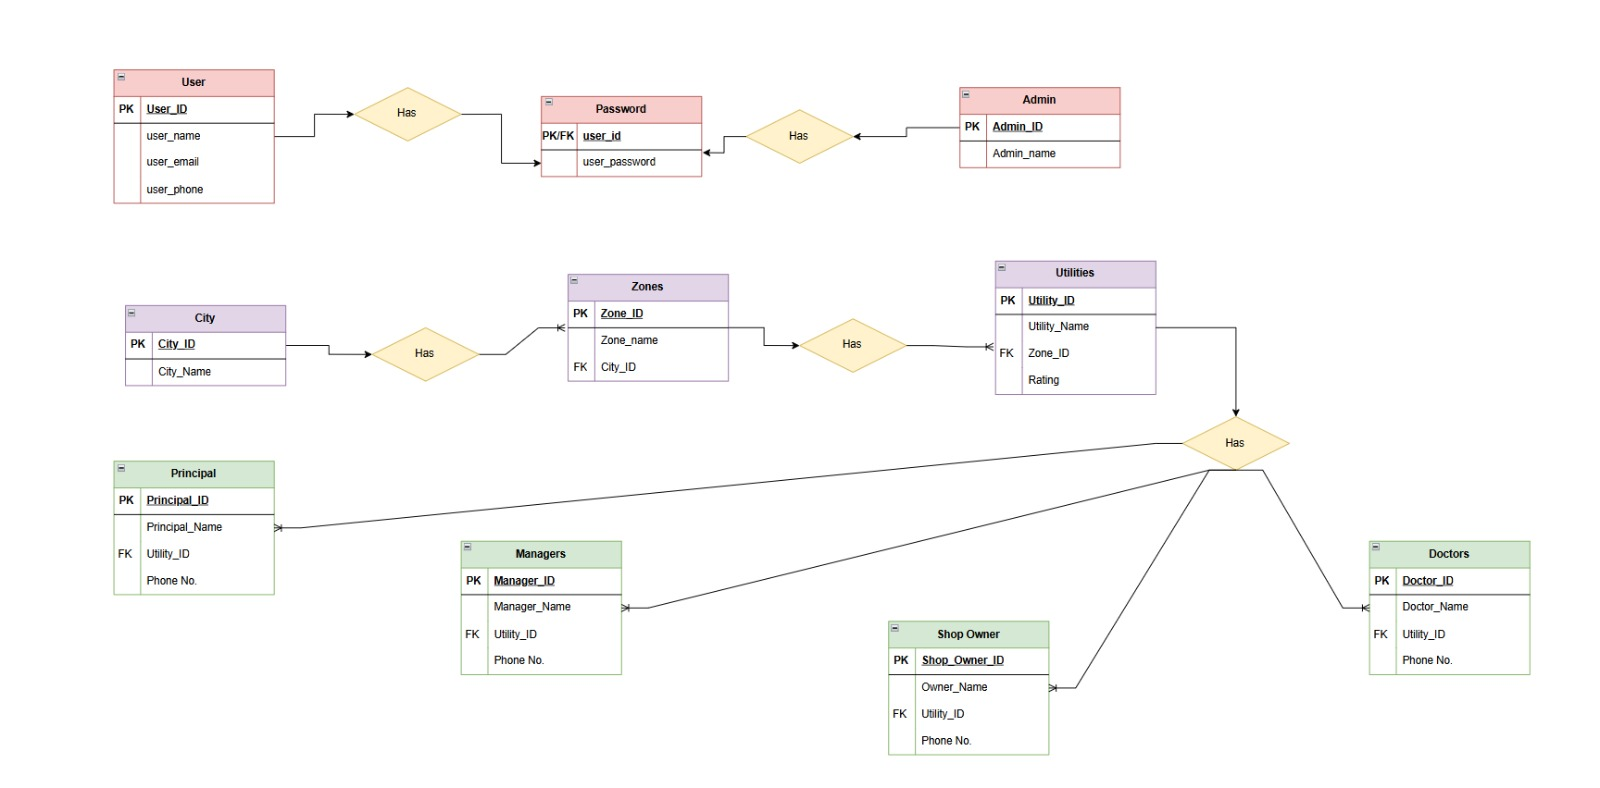 User
PK User_ID
user_name
user_email
user_phone
Has
Password
PK/FK user_id
user_password
Has
Admin
PK Admin_ID
Admin_name
City
PK City_ID
City_Name
Has
Zones
PK Zone_ID
Zone_name
FK City_ID
Has
Utilities
PK Utility_ID
Utility_Name
FK Zone_ID
Rating
Has
Principal
PK Principal_ID
Principal_Name
FK Utility_ID
Phone No.
Managers
PK Manager_ID
Manager_Name
FK Utility_ID
Phone No.
Shop Owner
PK Shop_Owner_ID
Owner_Name
FK Utility_ID
Phone No.
Doctors
PK Doctor_ID
Doctor_Name
FK Utility_ID
Phone No.